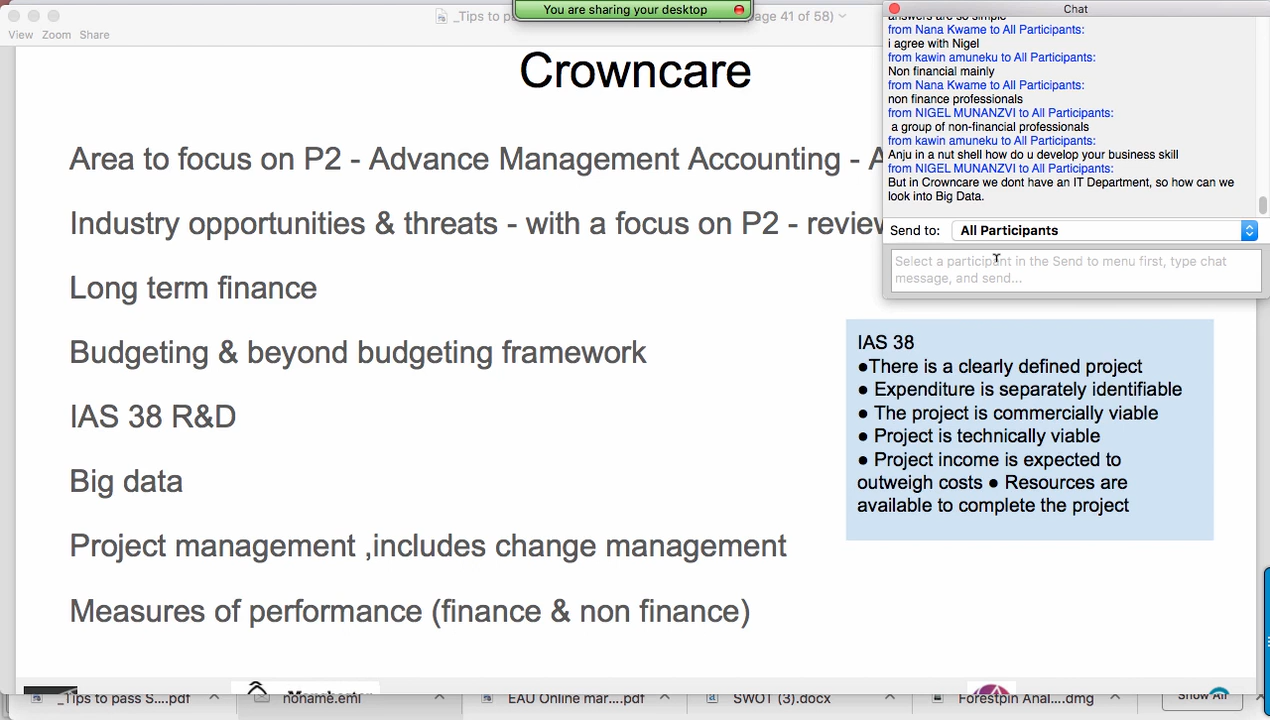 You are sharing your desktop
_Tips to p
page 41 of 58)
View Zoom Share
Crowncare
Area to focus on P2 - Advance Management Accounting - A
Industry opportunities & threats - with a focus on P2 - review
Long term finance
Budgeting & beyond budgeting framework
IAS 38 R&D
Big data
Project management ,includes change management
Measures of performance (finance & non finance)
Chat
answers are so simple
from Nana Kwame to All Participants:
i agree with Nigel
from kawin amuneku to All Participants:
Non financial mainly
from Nana Kwame to All Participants:
non finance professionals
from NIGEL MUNANZVI to All Participants:
a group of non-financial professionals
from kawin amuneku to All Participants:
Anju in a nut shell how do u develop your business skill
from NIGEL MUNANZVI to All Participants:
But in Crowncare we dont have an IT Department, so how can we
look into Big Data.
Send to: All Participants
Select a participant in the Send to menu first, type chat
message, and send...
IAS 38
●There is a clearly defined project
● Expenditure is separately identifiable
● The project is commercially viable
● Project is technically viable
● Project income is expected to
outweigh costs ● Resources are
available to complete the project
_Tips to pass S....pdf
noname.eml
EAU Online mar....pdf
SWOT (3).docx
Forestpin Anal....dmg
Show All